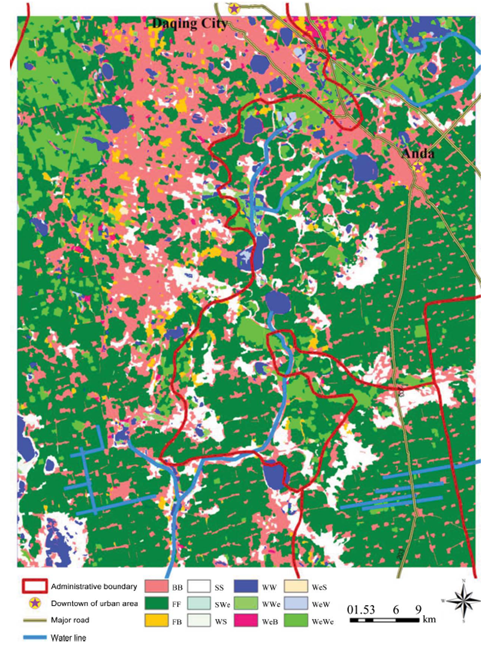 Daqing City
Anda
Administrative boundary
Downtown of urban area
Major road
Water line
BB SS WW WeS
FF SWe WWe WeW
FB WS WeB WeWe
01.53 6 9
km